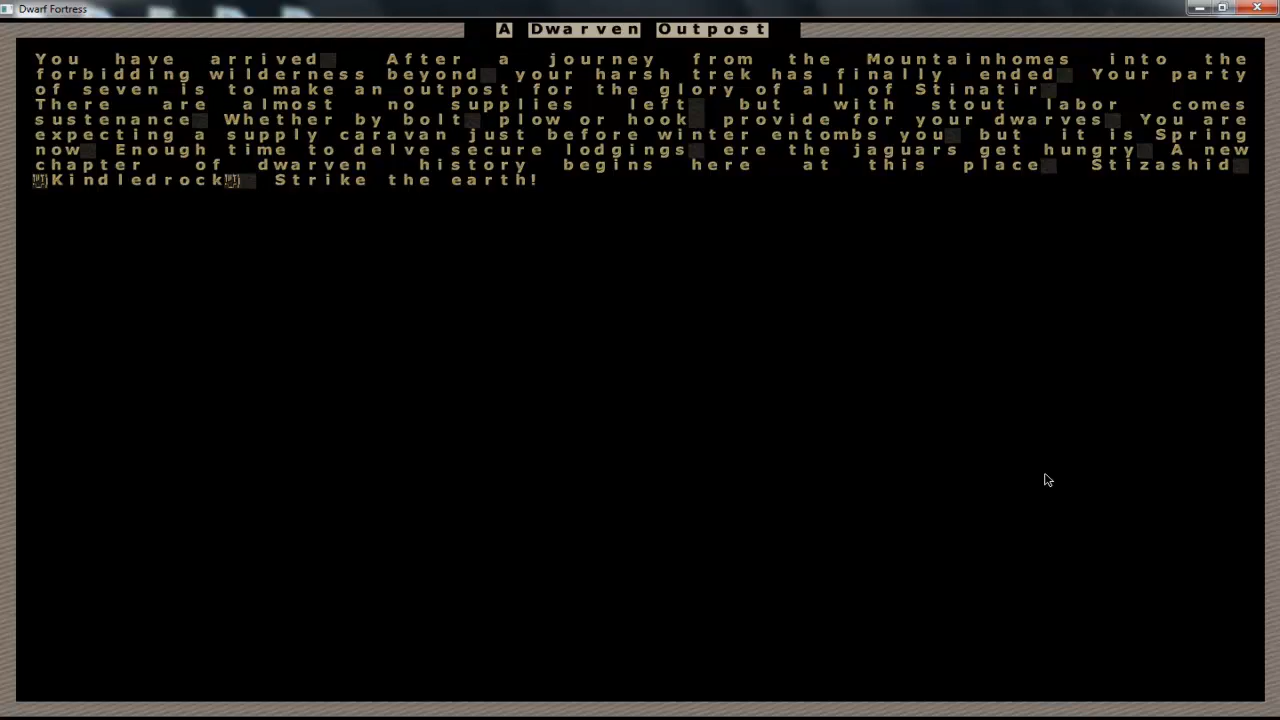 Dwarf Fortress
A Dwarven Outpost
You have arrived After a journey from the Mountainhomes into the
forbidding wilderness beyond your harsh trek has finally ended Your party
of seven is to make an outpost for the glory of all of Stinatir
There are almost no supplies left but with stout labor comes
sustenance Whether by bolt plow or hook provide for your dwarves You are
expecting a supply caravan just before winter entombs you but it is Spring
now Enough time to delve secure lodgings ere the jaguars get hungry A new
chapter of dwarven history begins here at this place Stizashid
Kindledrock Strike the earth!